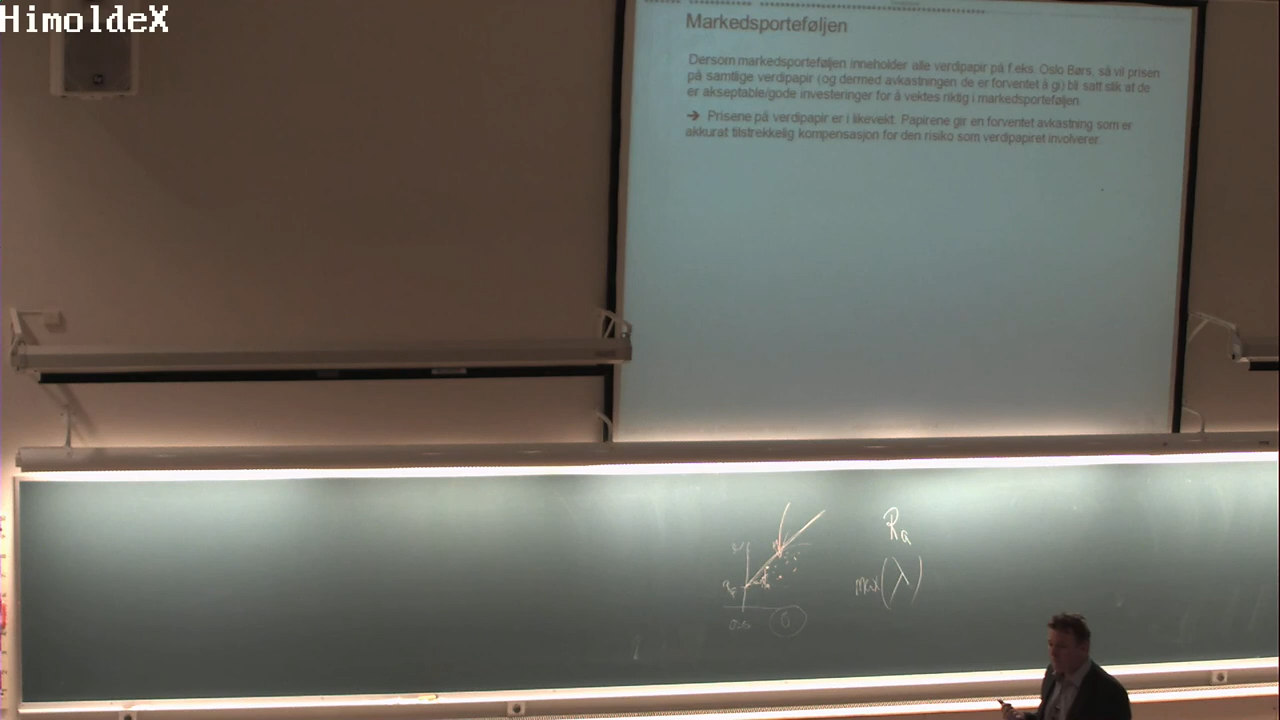 HimoldeX
Markedsporteføljen
Dersom markedsporteføljen inneholder alle verdipapir på f.eks. Oslo Børs, så vil prisen
på samtlige verdipapir (og dermed avkastningen de er forventet å gi) bli satt slik at de
er akseptable/gode investeringer for å vektes riktig i markedsporteføljen.
➔ Prisene på verdipapir er i likevekt. Papirene gir en forventet avkastning som er
akkurat tilstrekkelig kompensasjon for den risiko som verdipapiret involverer.
max(λ)